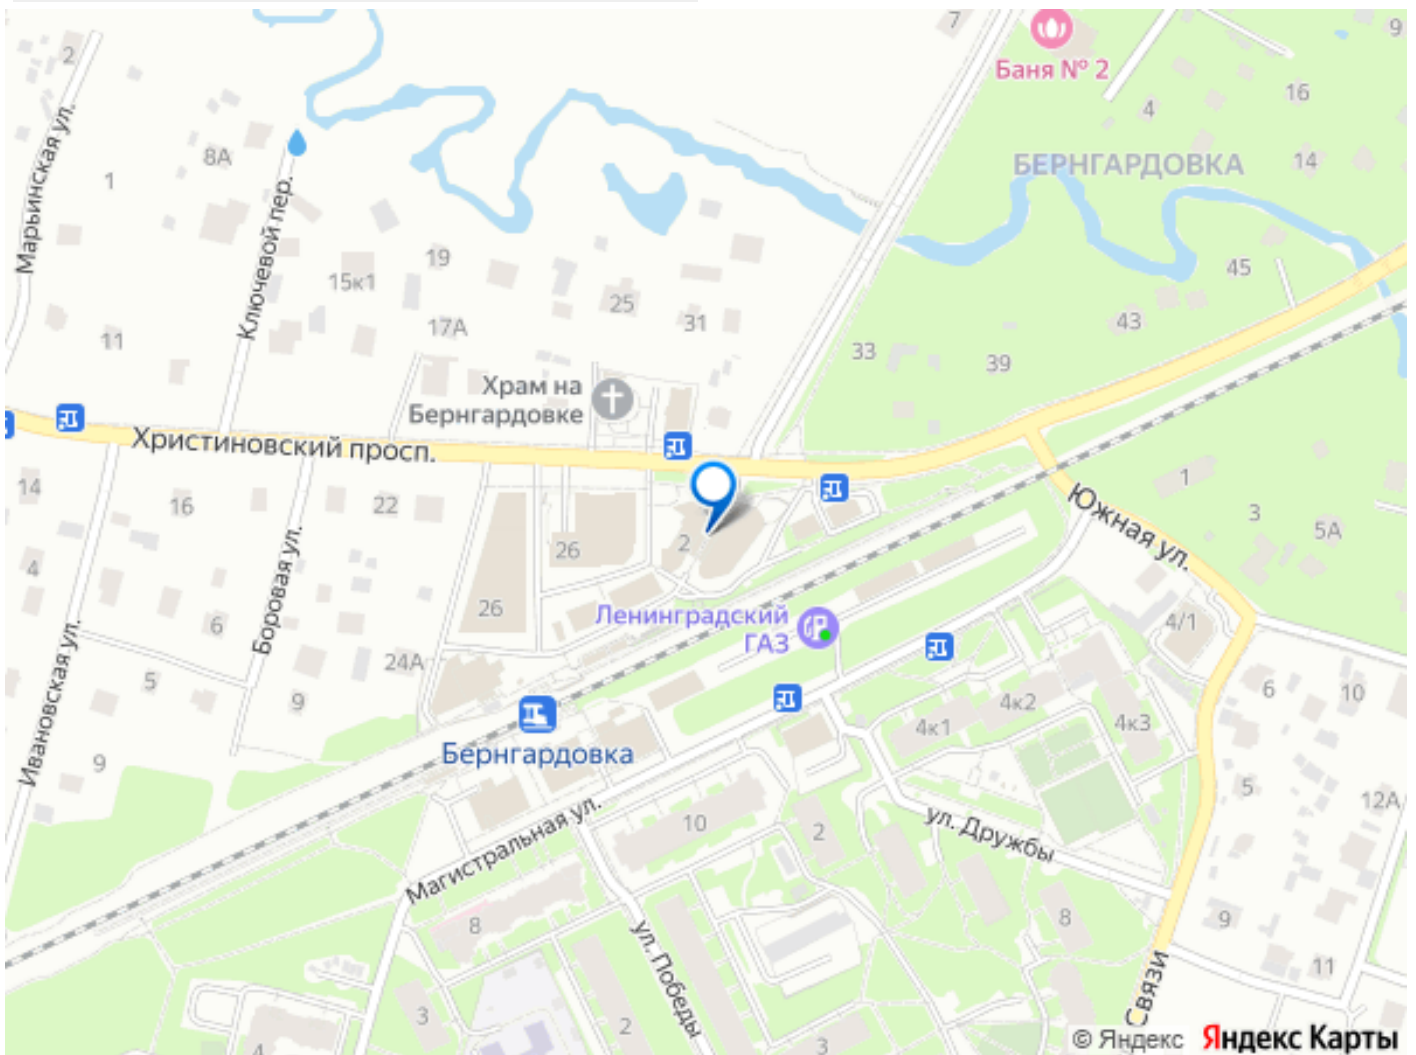 7
9
Баня № 2
2
16
4
Марьинская ул.
8А
1
БЕРНГАРДОВКА
14
Ключевой пер.
19
15к1
45
25
17А
31
43
11
33
39
Храм на
Бернгардовке
Христиновский просп.
14
16
22
1
Южная ул.
3
5А
2
26
4
Боровая ул.
26
6
Ленинградский
ГАЗ
4/1
Ивановская ул.
24А
5
9
6
10
4к2
4к1
4к3
Бернгардовка
9
5
12А
Магистральная ул.
10
2
ул. Дружбы
8
8
9
ул. Победы
Связи
11
3
2
3
4
© Яндекс Яндекс Карты